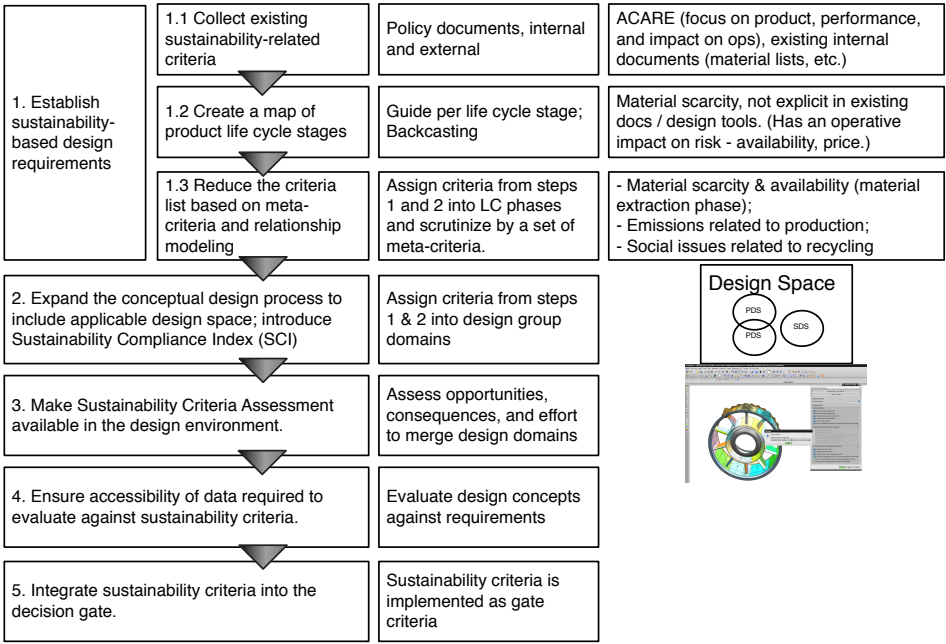 1. Establish
sustainability-
based design
requirements
1.1 Collect existing
sustainability-related
criteria
Policy documents, internal
and external
ACARE (focus on product, performance,
and impact on ops), existing internal
documents (material lists, etc.)
1.2 Create a map of
product life cycle stages
Guide per life cycle stage;
Backcasting
Material scarcity, not explicit in existing
docs / design tools. (Has an operative
impact on risk - availability, price.)
1.3 Reduce the criteria
list based on meta-
criteria and relationship
modeling
Assign criteria from steps
1 and 2 into LC phases
and scrutinize by a set of
meta-criteria.
- Material scarcity & availability (material
extraction phase);
- Emissions related to production;
- Social issues related to recycling
2. Expand the conceptual design process to
include applicable design space; introduce
Sustainability Compliance Index (SCI)
Assign criteria from steps
1 & 2 into design group
domains
Design Space
PDS
SDS
PDS
3. Make Sustainability Criteria Assessment
available in the design environment.
Assess opportunities,
consequences, and effort
to merge design domains
4. Ensure accessibility of data required to
evaluate against sustainability criteria.
Evaluate design concepts
against requirements
5. Integrate sustainability criteria into the
decision gate.
Sustainability criteria is
implemented as gate
criteria